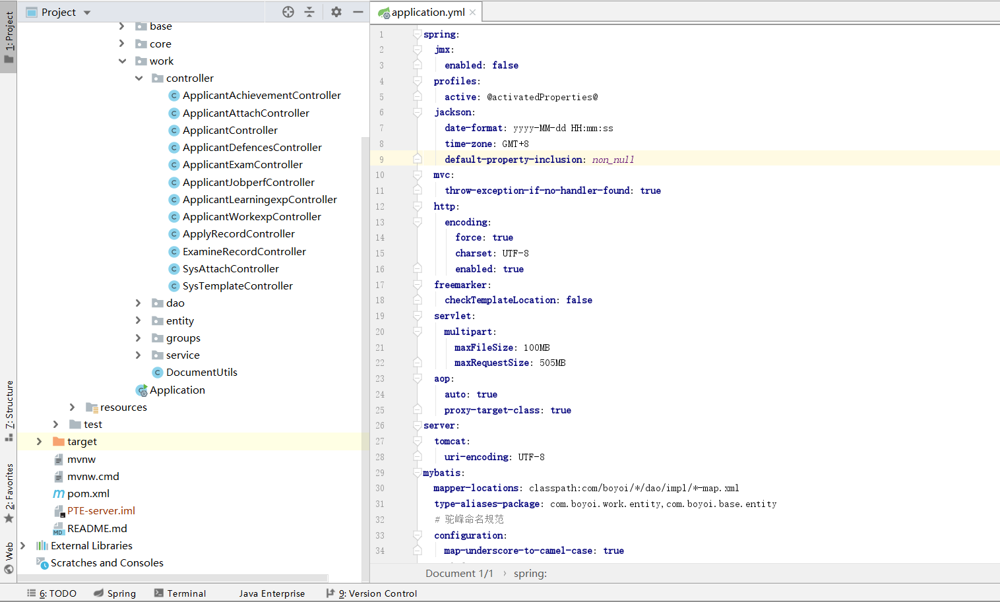 Project
application.yml
1: Project
7: Structure
2: Favorites
Web
base
core
work
controller
ApplicantAchievementController
ApplicantAttachController
ApplicantController
ApplicantDefencesController
ApplicantExamController
ApplicantJobperfController
ApplicantLearningexpController
ApplicantWorkexpController
ApplyRecordController
ExamineRecordController
SysAttachController
SysTemplateController
dao
entity
groups
service
DocumentUtils
Application
resources
test
target
mvnw
mvnw.cmd
pom.xml
PTE-server.iml
README.md
External Libraries
Scratches and Consoles
1 spring:
2 jmx:
3 enabled: false
4 profiles:
5 active: @activatedProperties@
6 jackson:
7 date-format: yyyy-MM-dd HH:mm:ss
8 time-zone: GMT+8
9 default-property-inclusion: non_null
10 mvc:
11 throw-exception-if-no-handler-found: true
12 http:
13 encoding:
14 force: true
15 charset: UTF-8
16 enabled: true
17 freemarker:
18 checkTemplateLocation: false
19 servlet:
20 multipart:
21 maxFileSize: 100MB
22 maxRequestSize: 505MB
23 aop:
24 auto: true
25 proxy-target-class: true
26 server:
27 tomcat:
28 uri-encoding: UTF-8
29 mybatis:
30 mapper-locations: classpath:com/boyoi/*/dao/impl/*-map.xml
31 type-aliases-package: com.boyoi.work.entity,com.boyoi.base.entity
32 # 驼峰命名规范
33 configuration:
34 map-underscore-to-camel-case: true
Document 1/1 › spring:
6: TODO Spring Terminal Java Enterprise 9: Version Control